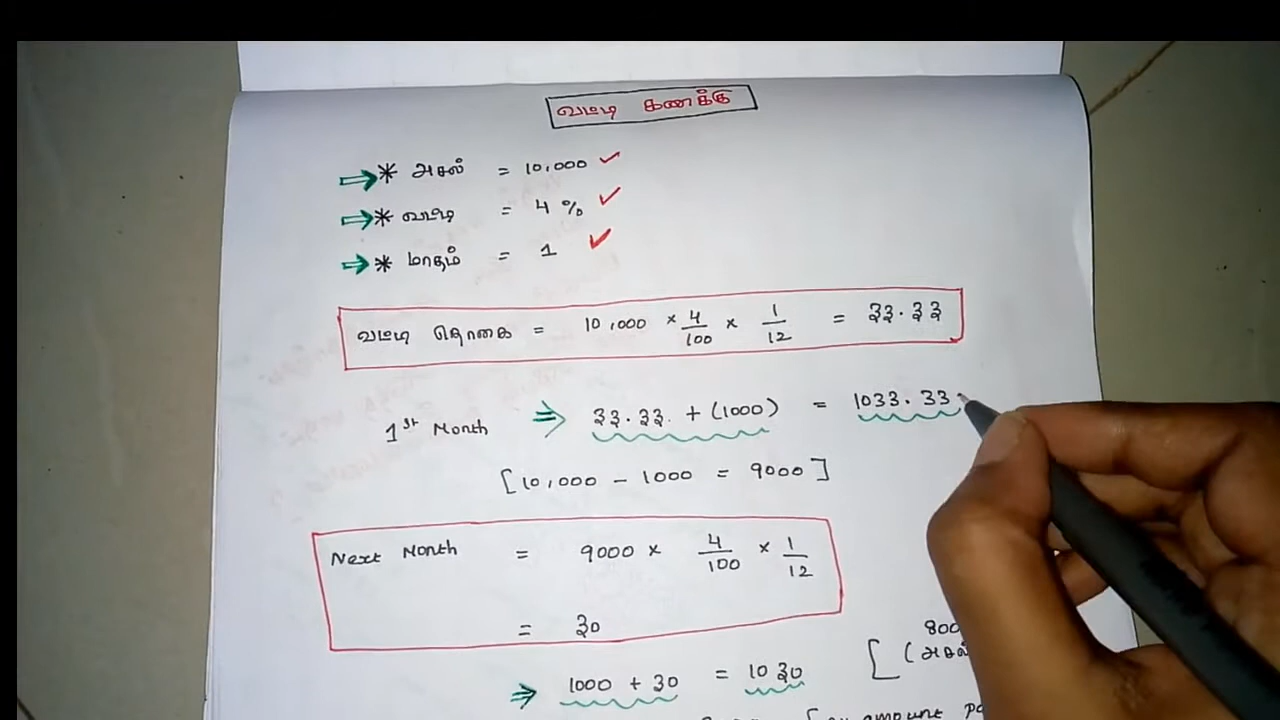 வட்டி கணக்கு
* அசல் = 10,000
* வட்டி = 4 %
* மாதம் = 1
வட்டி தொகை = 10,000 × 4/100 × 1/12 = 33.33
1st Month ⇒ 33.33. + (1000) = 1033.33
[10,000 - 1000 = 9000]
Next Month = 9000 × 4/100 × 1/12
= 30
⇒ 1000 + 30 = 1030
[ 800
(அசல்
amount